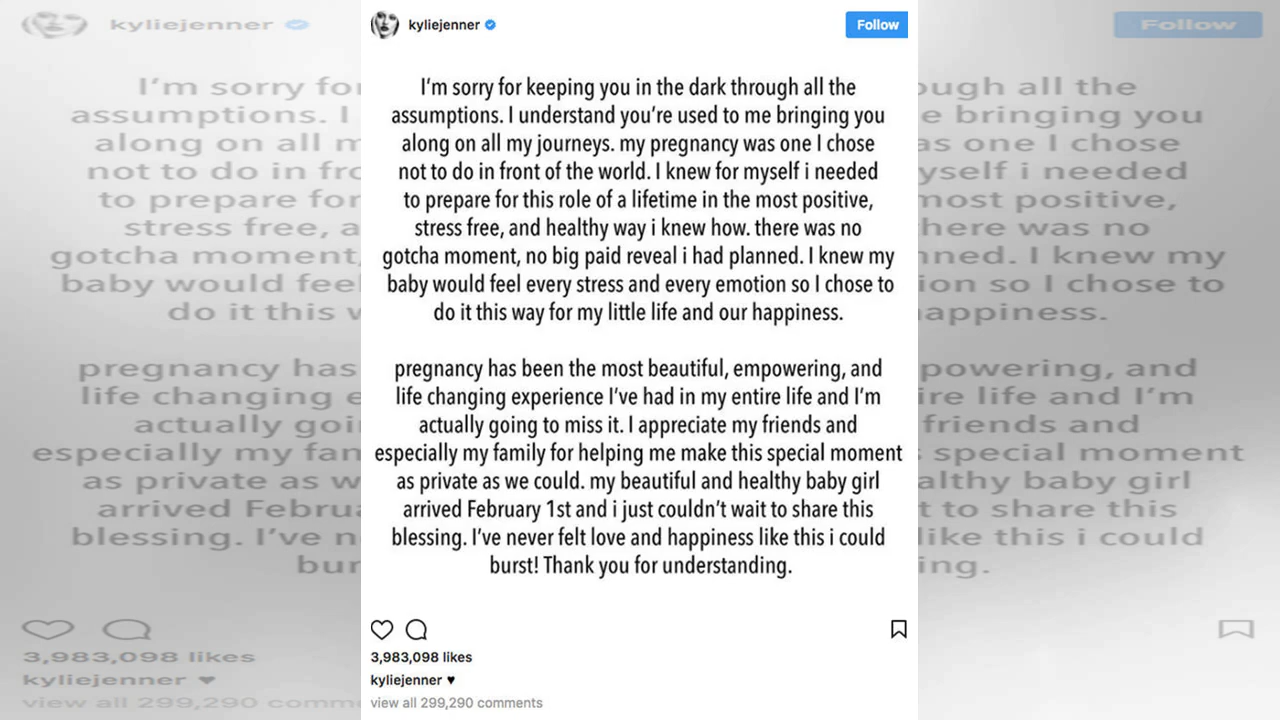 kyliejenner
Follow
I'm sorry for keeping you in the dark through all the
assumptions. I understand you're used to me bringing you
along on all my journeys. my pregnancy was one I chose
not to do in front of the world. I knew for myself i needed
to prepare for this role of a lifetime in the most positive,
stress free, and healthy way i knew how. there was no
gotcha moment, no big paid reveal i had planned. I knew my
baby would feel every stress and every emotion so I chose to
do it this way for my little life and our happiness.
pregnancy has been the most beautiful, empowering, and
life changing experience I've had in my entire life and I'm
actually going to miss it. I appreciate my friends and
especially my family for helping me make this special moment
as private as we could. my beautiful and healthy baby girl
arrived February 1st and i just couldn't wait to share this
blessing. I've never felt love and happiness like this i could
burst! Thank you for understanding.
3,983,098 likes
kyliejenner ♥
view all 299,290 comments